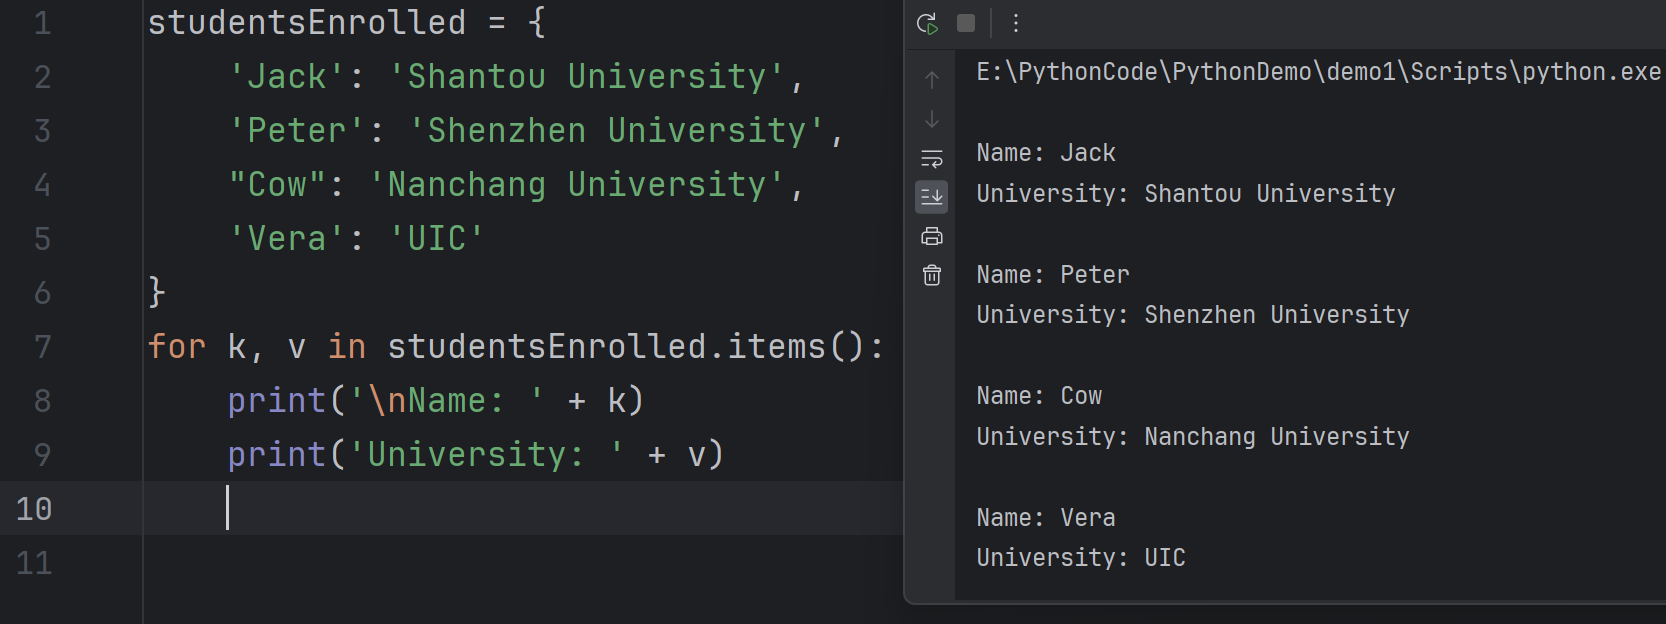 1 studentsEnrolled = {
2 'Jack': 'Shantou University',
3 'Peter': 'Shenzhen University',
4 "Cow": 'Nanchang University',
5 'Vera': 'UIC'
6 }
7 for k, v in studentsEnrolled.items():
8 print('\nName: ' + k)
9 print('University: ' + v)
10
11
E:\PythonCode\PythonDemo\demo1\Scripts\python.exe
Name: Jack
University: Shantou University
Name: Peter
University: Shenzhen University
Name: Cow
University: Nanchang University
Name: Vera
University: UIC